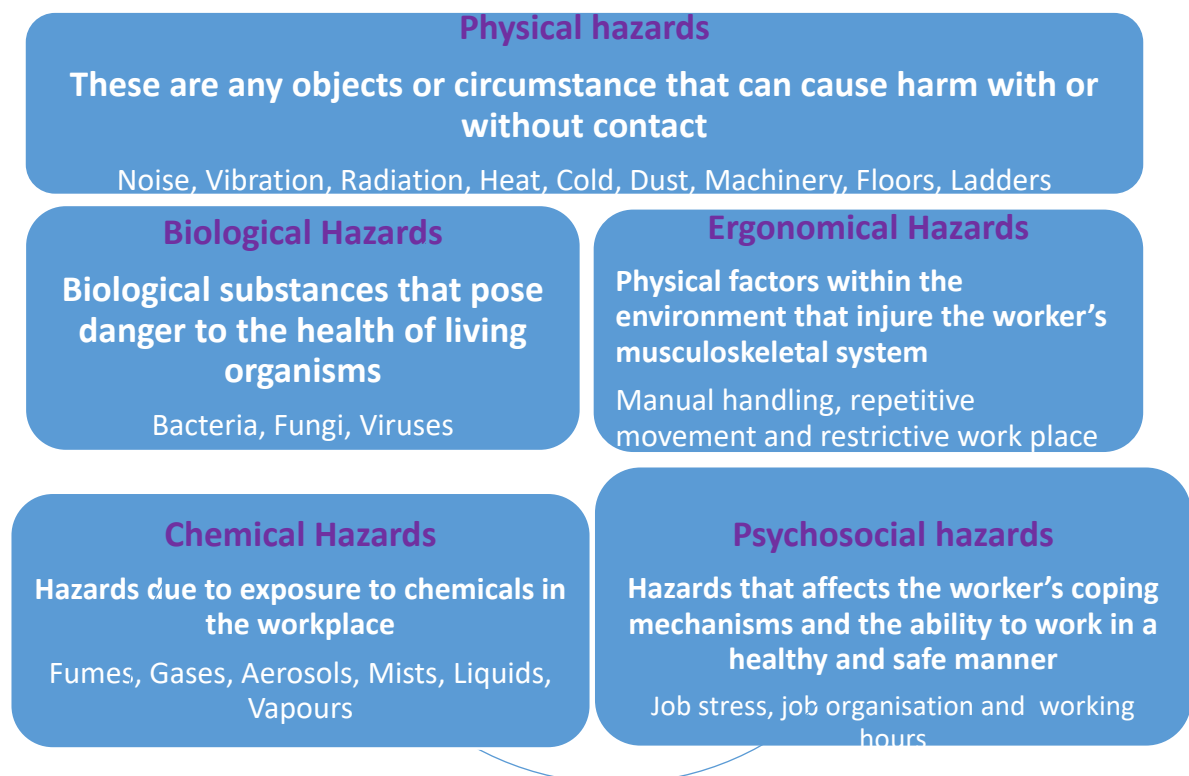 Physical hazards
These are any objects or circumstance that can cause harm with or
without contact
Noise, Vibration, Radiation, Heat, Cold, Dust, Machinery, Floors, Ladders
Biological Hazards
Biological substances that pose
danger to the health of living
organisms
Bacteria, Fungi, Viruses
Ergonomical Hazards
Physical factors within the
environment that injure the worker’s
musculoskeletal system
Manual handling, repetitive
movement and restrictive work place
Chemical Hazards
Hazards due to exposure to chemicals in
the workplace
Fumes, Gases, Aerosols, Mists, Liquids,
Vapours
Psychosocial hazards
Hazards that affects the worker’s coping
mechanisms and the ability to work in a
healthy and safe manner
Job stress, job organisation and working
hours